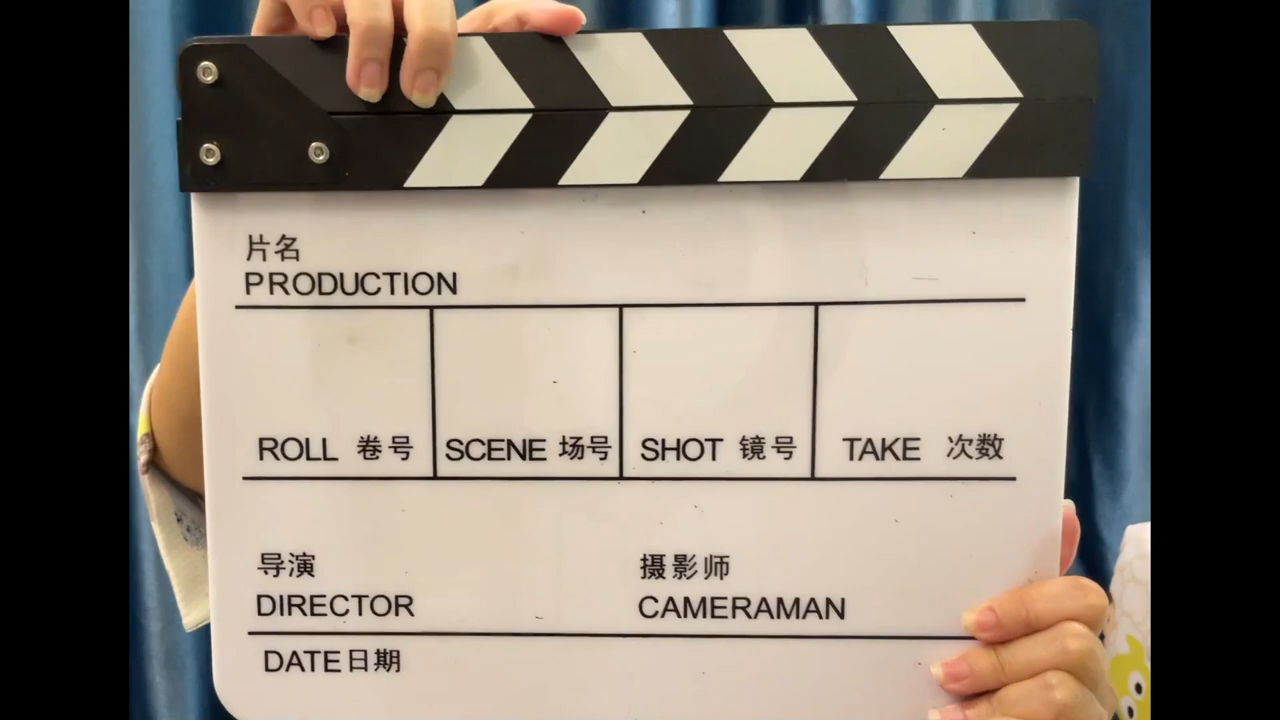 片名
PRODUCTION
ROLL 卷号 SCENE 场号 SHOT 镜号 TAKE 次数
导演 摄影师
DIRECTOR CAMERAMAN
DATE日期